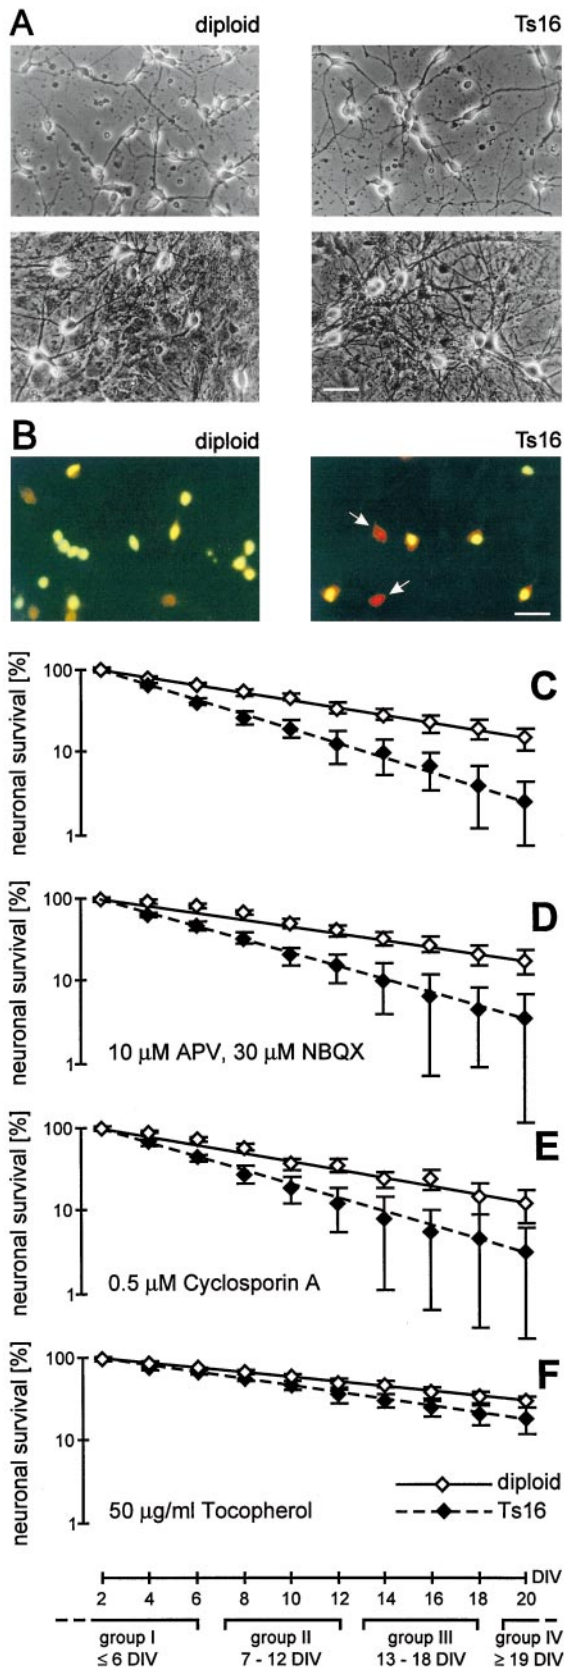 A diploid Ts16
B diploid Ts16
C
neuronal survival [%]
100
10
1
D
neuronal survival [%]
100
10
1
10 µM APV, 30 µM NBQX
E
neuronal survival [%]
100
10
1
0.5 µM Cyclosporin A
F
neuronal survival [%]
100
10
1
50 µg/ml Tocopherol
diploid
Ts16
DIV
2 4 6 8 10 12 14 16 18 20
group I group II group III group IV
≤ 6 DIV 7 - 12 DIV 13 - 18 DIV ≥ 19 DIV